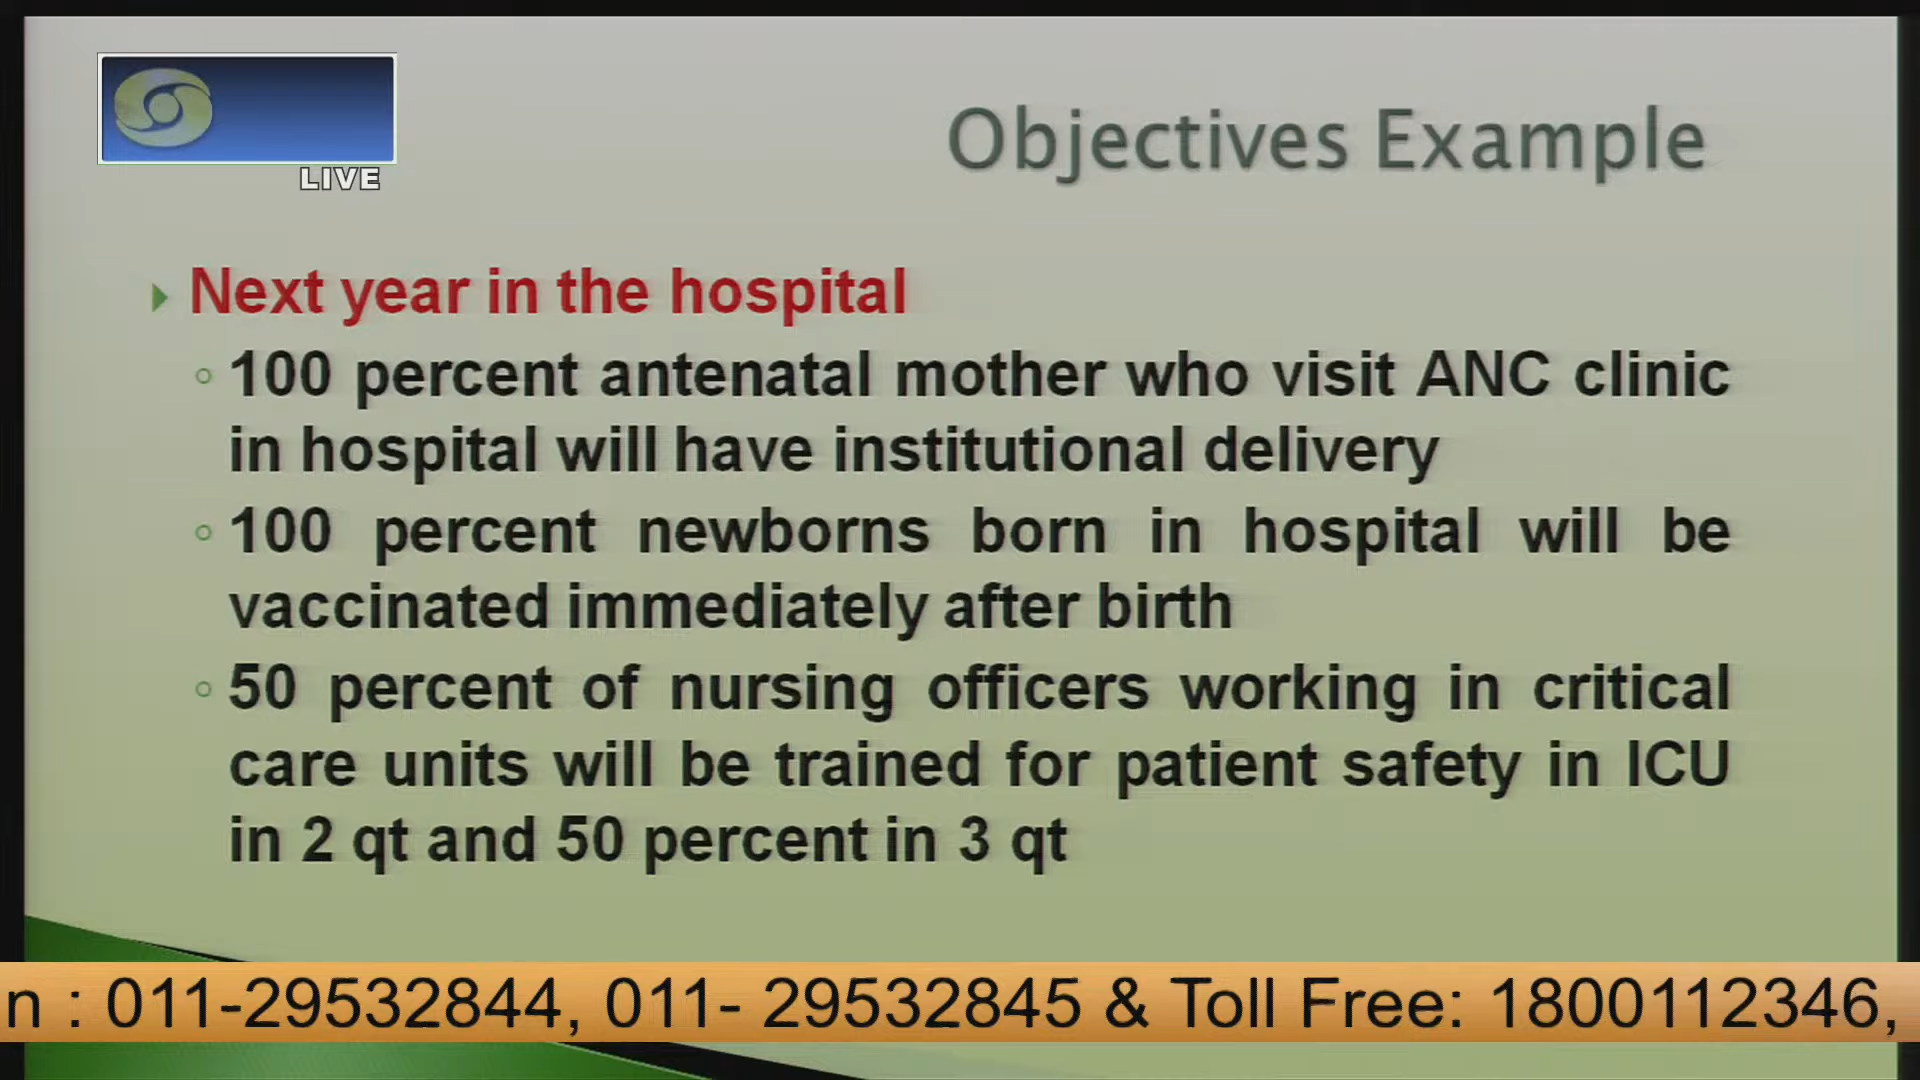 LIVE
Objectives Example
Next year in the hospital
100 percent antenatal mother who visit ANC clinic
in hospital will have institutional delivery
100 percent newborns born in hospital will be
vaccinated immediately after birth
50 percent of nursing officers working in critical
care units will be trained for patient safety in ICU
in 2 qt and 50 percent in 3 qt
n : 011-29532844, 011- 29532845 & Toll Free: 1800112346,